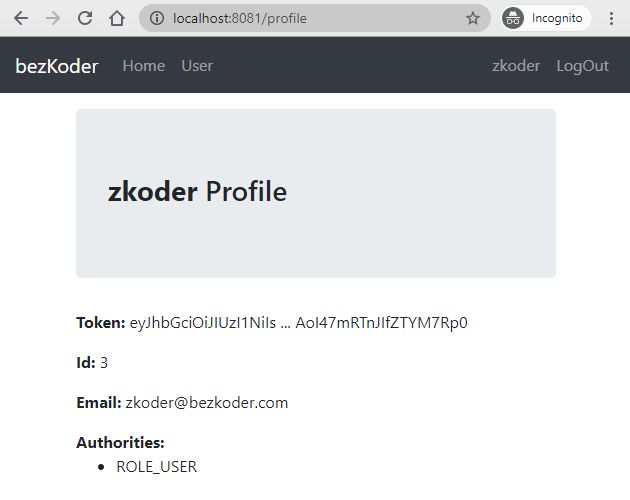 localhost:8081/profile
Incognito
bezKoder Home User zkoder LogOut
zkoder Profile
Token: eyJhbGciOiJIUzI1NiIs ... AoI47mRTnJIfZTYM7Rp0
Id: 3
Email: zkoder@bezkoder.com
Authorities:
• ROLE_USER